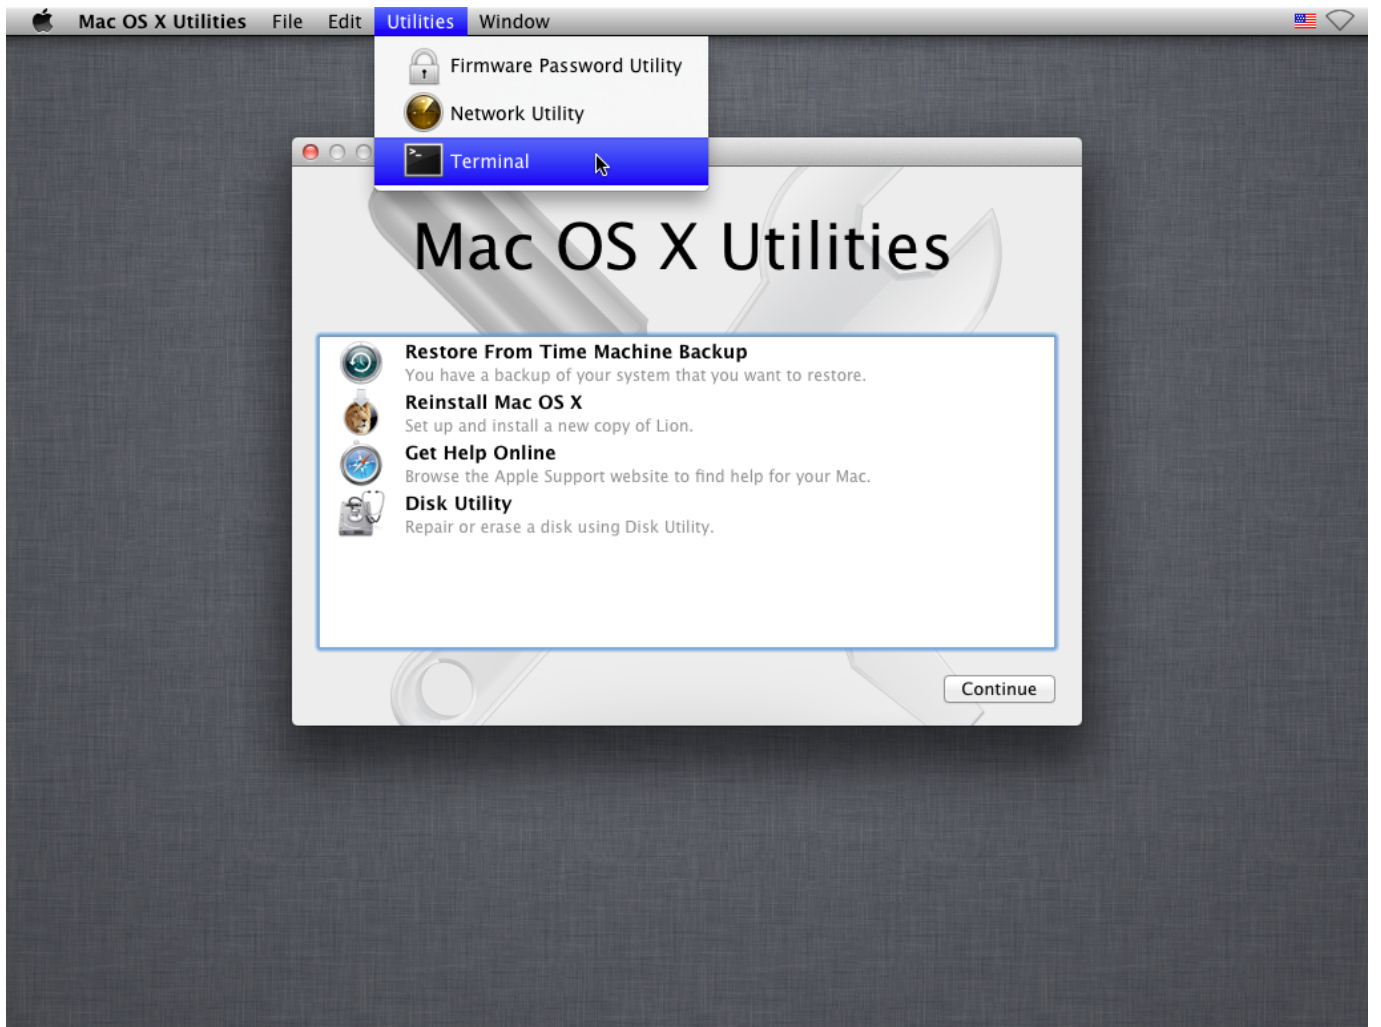 Mac OS X Utilities File Edit Utilities Window
Firmware Password Utility
Network Utility
>_ Terminal
Mac OS X Utilities
Restore From Time Machine Backup
You have a backup of your system that you want to restore.
Reinstall Mac OS X
Set up and install a new copy of Lion.
Get Help Online
Browse the Apple Support website to find help for your Mac.
Disk Utility
Repair or erase a disk using Disk Utility.
Continue